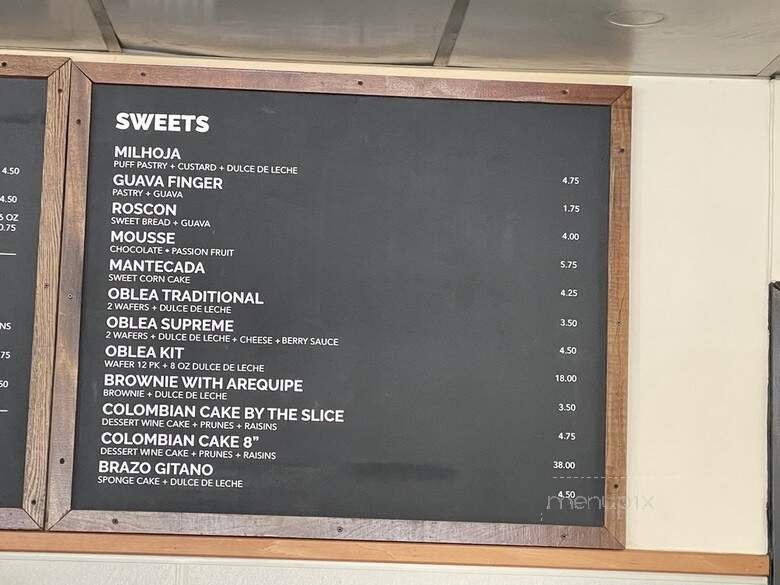 4.50
4.50
6 OZ
0.75
NS
75
50
SWEETS
MILHOJA
PUFF PASTRY + CUSTARD + DULCE DE LECHE
4.75
GUAVA FINGER
PASTRY + GUAVA
1.75
ROSCON
SWEET BREAD + GUAVA
4.00
MOUSSE
CHOCOLATE • PASSION FRUIT
5.75
MANTECADA
SWEET CORN CAKE
4.25
OBLEA TRADITIONAL
2 WAFERS + DULCE DE LECHE
3.50
OBLEA SUPREME
2 WAFERS + DULCE DE LECHE + CHEESE + BERRY SAUCE
4.50
OBLEA KIT
WAFER 12 PK + 8 OZ DULCE DE LECHE
18.00
BROWNIE WITH AREQUIPE
BROWNIE + DULCE DE LECHE
3.50
COLOMBIAN CAKE BY THE SLICE
DESSERT WINE CAKE + PRUNES + RAISINS
4.75
COLOMBIAN CAKE 8”
DESSERT WINE CAKE + PRUNES + RAISINS
38.00
BRAZO GITANO
SPONGE CAKE + DULCE DE LECHE
4.50
menupix